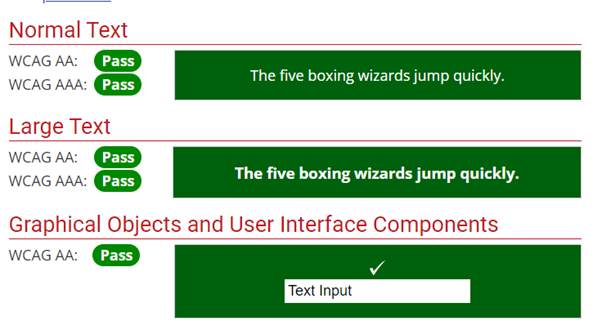 Normal Text
WCAG AA: Pass
WCAG AAA: Pass
The five boxing wizards jump quickly.
Large Text
WCAG AA: Pass
WCAG AAA: Pass
The five boxing wizards jump quickly.
Graphical Objects and User Interface Components
WCAG AA: Pass
✓
Text Input